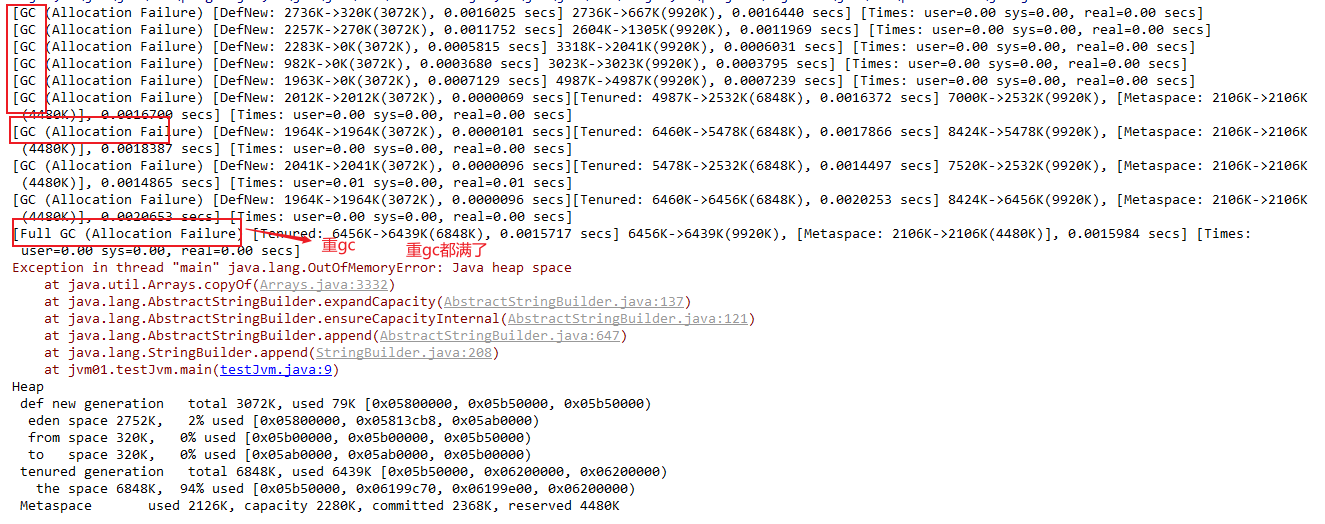 [GC (Allocation Failure) [DefNew: 2736K->320K(3072K), 0.0016025 secs] 2736K->667K(9920K), 0.0016440 secs] [Times: user=0.00 sys=0.00, real=0.00 secs]
[GC (Allocation Failure) [DefNew: 2257K->270K(3072K), 0.0011752 secs] 2604K->1305K(9920K), 0.0011969 secs] [Times: user=0.00 sys=0.00, real=0.00 secs]
[GC (Allocation Failure) [DefNew: 2283K->0K(3072K), 0.0005815 secs] 3318K->2041K(9920K), 0.0006031 secs] [Times: user=0.00 sys=0.00, real=0.00 secs]
[GC (Allocation Failure) [DefNew: 982K->0K(3072K), 0.0003680 secs] 3023K->3023K(9920K), 0.0003795 secs] [Times: user=0.00 sys=0.00, real=0.00 secs]
[GC (Allocation Failure) [DefNew: 1963K->0K(3072K), 0.0007129 secs] 4987K->4987K(9920K), 0.0007239 secs] [Times: user=0.00 sys=0.00, real=0.00 secs]
[GC (Allocation Failure) [DefNew: 2012K->2012K(3072K), 0.0000069 secs][Tenured: 4987K->2532K(6848K), 0.0016372 secs] 7000K->2532K(9920K), [Metaspace: 2106K->2106K
(4480K)], 0.0016700 secs] [Times: user=0.00 sys=0.00, real=0.00 secs]
[GC (Allocation Failure) [DefNew: 1964K->1964K(3072K), 0.0000101 secs][Tenured: 6460K->5478K(6848K), 0.0017866 secs] 8424K->5478K(9920K), [Metaspace: 2106K->2106K
(4480K)], 0.0018387 secs] [Times: user=0.00 sys=0.00, real=0.00 secs]
[GC (Allocation Failure) [DefNew: 2041K->2041K(3072K), 0.0000096 secs][Tenured: 5478K->2532K(6848K), 0.0014497 secs] 7520K->2532K(9920K), [Metaspace: 2106K->2106K
(4480K)], 0.0014865 secs] [Times: user=0.01 sys=0.00, real=0.01 secs]
[GC (Allocation Failure) [DefNew: 1964K->1964K(3072K), 0.0000096 secs][Tenured: 6460K->6456K(6848K), 0.0020253 secs] 8424K->6456K(9920K), [Metaspace: 2106K->2106K
(4480K)], 0.0020653 secs] [Times: user=0.00 sys=0.00, real=0.00 secs]
[Full GC (Allocation Failure) [Tenured: 6456K->6439K(6848K), 0.0015717 secs] 6456K->6439K(9920K), [Metaspace: 2106K->2106K(4480K)], 0.0015984 secs] [Times:
user=0.00 sys=0.00, real=0.00 secs]
重gc
重gc都满了
Exception in thread "main" java.lang.OutOfMemoryError: Java heap space
at java.util.Arrays.copyOf(Arrays.java:3332)
at java.lang.AbstractStringBuilder.expandCapacity(AbstractStringBuilder.java:137)
at java.lang.AbstractStringBuilder.ensureCapacityInternal(AbstractStringBuilder.java:121)
at java.lang.AbstractStringBuilder.append(AbstractStringBuilder.java:647)
at java.lang.StringBuilder.append(StringBuilder.java:208)
at jvm01.testJvm.main(testJvm.java:9)
Heap
def new generation   total 3072K, used 79K [0x05800000, 0x05b50000, 0x05b50000)
eden space 2752K,   2% used [0x05800000, 0x05813cb8, 0x05ab0000)
from space 320K,   0% used [0x05b00000, 0x05b00000, 0x05b50000)
to   space 320K,   0% used [0x05ab0000, 0x05ab0000, 0x05b00000)
tenured generation   total 6848K, used 6439K [0x05b50000, 0x06200000, 0x06200000)
the space 6848K,  94% used [0x05b50000, 0x06199c70, 0x06199e00, 0x06200000)
Metaspace       used 2126K, capacity 2280K, committed 2368K, reserved 4480K